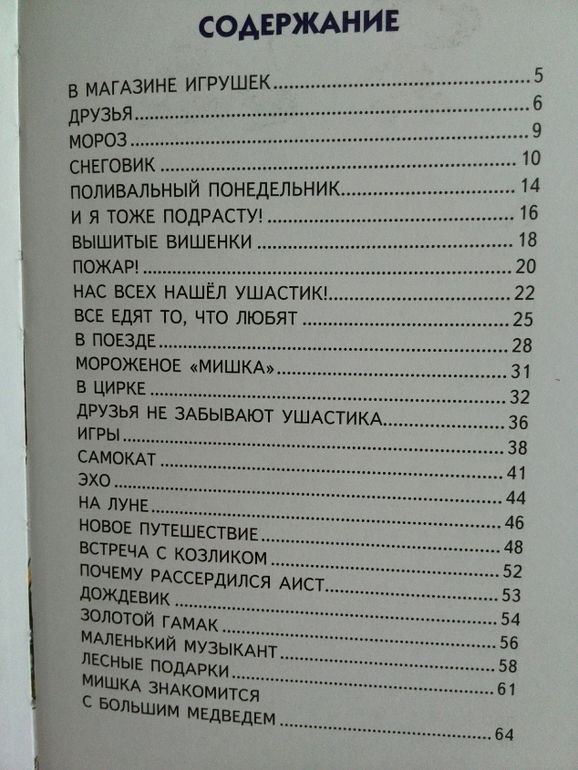 СОДЕРЖАНИЕ
В МАГАЗИНЕ ИГРУШЕК 5
ДРУЗЬЯ 6
МОРОЗ 9
СНЕГОВИК 10
ПОЛИВАЛЬНЫЙ ПОНЕДЕЛЬНИК 14
И Я ТОЖЕ ПОДРАСТУ! 16
ВЫШИТЫЕ ВИШЕНКИ 18
ПОЖАР! 20
НАС ВСЕХ НАШЁЛ УШАСТИК! 22
ВСЕ ЕДЯТ ТО, ЧТО ЛЮБЯТ 25
В ПОЕЗДЕ 28
МОРОЖЕНОЕ «МИШКА» 31
В ЦИРКЕ 32
ДРУЗЬЯ НЕ ЗАБЫВАЮТ УШАСТИКА 36
ИГРЫ 38
САМОКАТ 41
ЭХО 44
НА ЛУНЕ 46
НОВОЕ ПУТЕШЕСТВИЕ 48
ВСТРЕЧА С КОЗЛИКОМ 52
ПОЧЕМУ РАССЕРДИЛСЯ АИСТ 53
ДОЖДЕВИК 54
ЗОЛОТОЙ ГАМАК 56
МАЛЕНЬКИЙ МУЗЫКАНТ 58
ЛЕСНЫЕ ПОДАРКИ 61
МИШКА ЗНАКОМИТСЯ
С БОЛЬШИМ МЕДВЕДЕМ 64